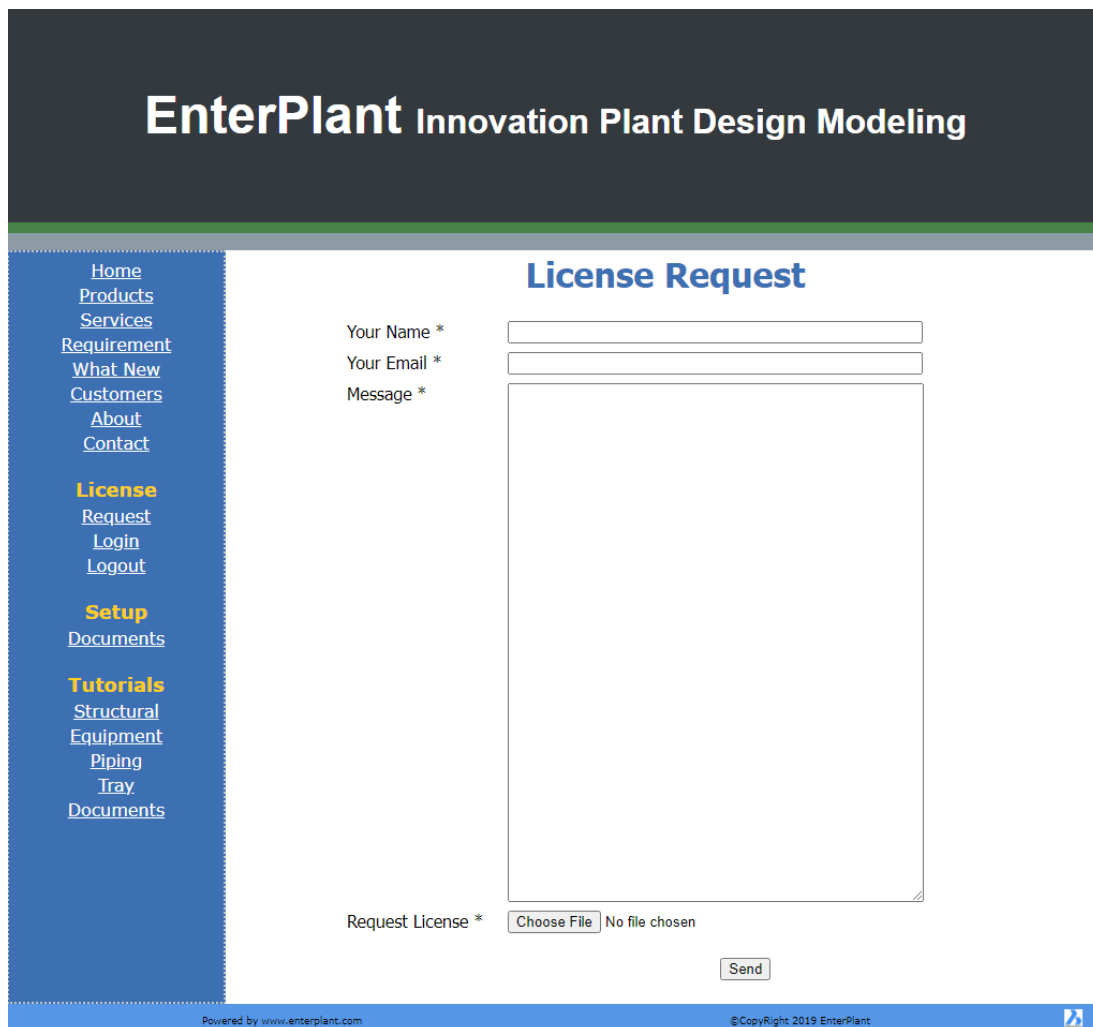 EnterPlant Innovation Plant Design Modeling
Home
Products
Services
Requirement
What New
Customers
About
Contact
License
Request
Login
Logout
Setup
Documents
Tutorials
Structural
Equipment
Piping
Tray
Documents
License Request
Your Name *
Your Email *
Message *
Request License * Choose File No file chosen
Send
Powered by www.enterplant.com ©CopyRight 2019 EnterPlant